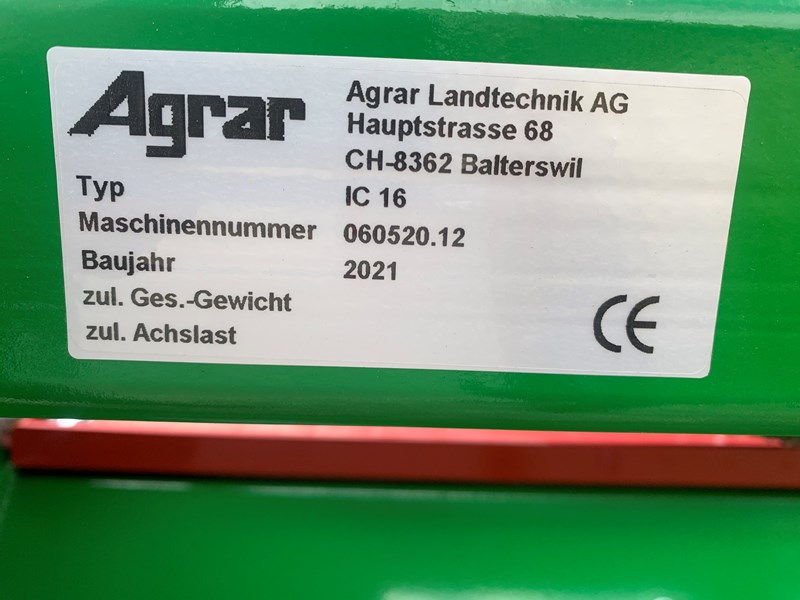 Agrar
Agrar Landtechnik AG
Hauptstrasse 68
CH-8362 Balterswil
Typ IC 16
Maschinennummer 060520.12
Baujahr 2021
zul. Ges.-Gewicht
zul. Achslast
CE